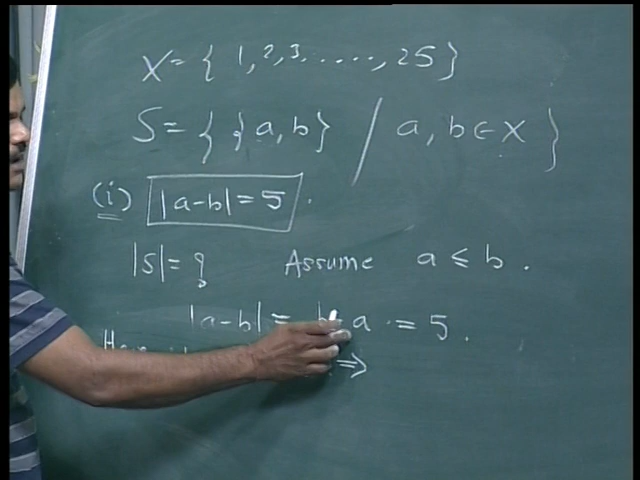 X = { 1, 2, 3, ....., 25 }
S = { { a, b } / a, b ∈ X }
(i) |a-b| = 5 .
|S| = ? Assume a ≤ b .
|a-b| = b - a = 5 .
⇒